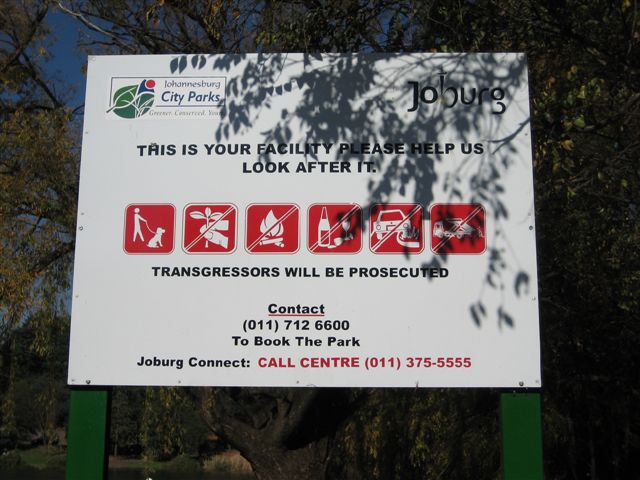 Johannesburg
City Parks
Greener. Conserved. Yours
Joburg
THIS IS YOUR FACILITY PLEASE HELP US
LOOK AFTER IT.
TRANSGRESSORS WILL BE PROSECUTED
Contact
(011) 712 6600
To Book The Park
Joburg Connect: CALL CENTRE (011) 375-5555